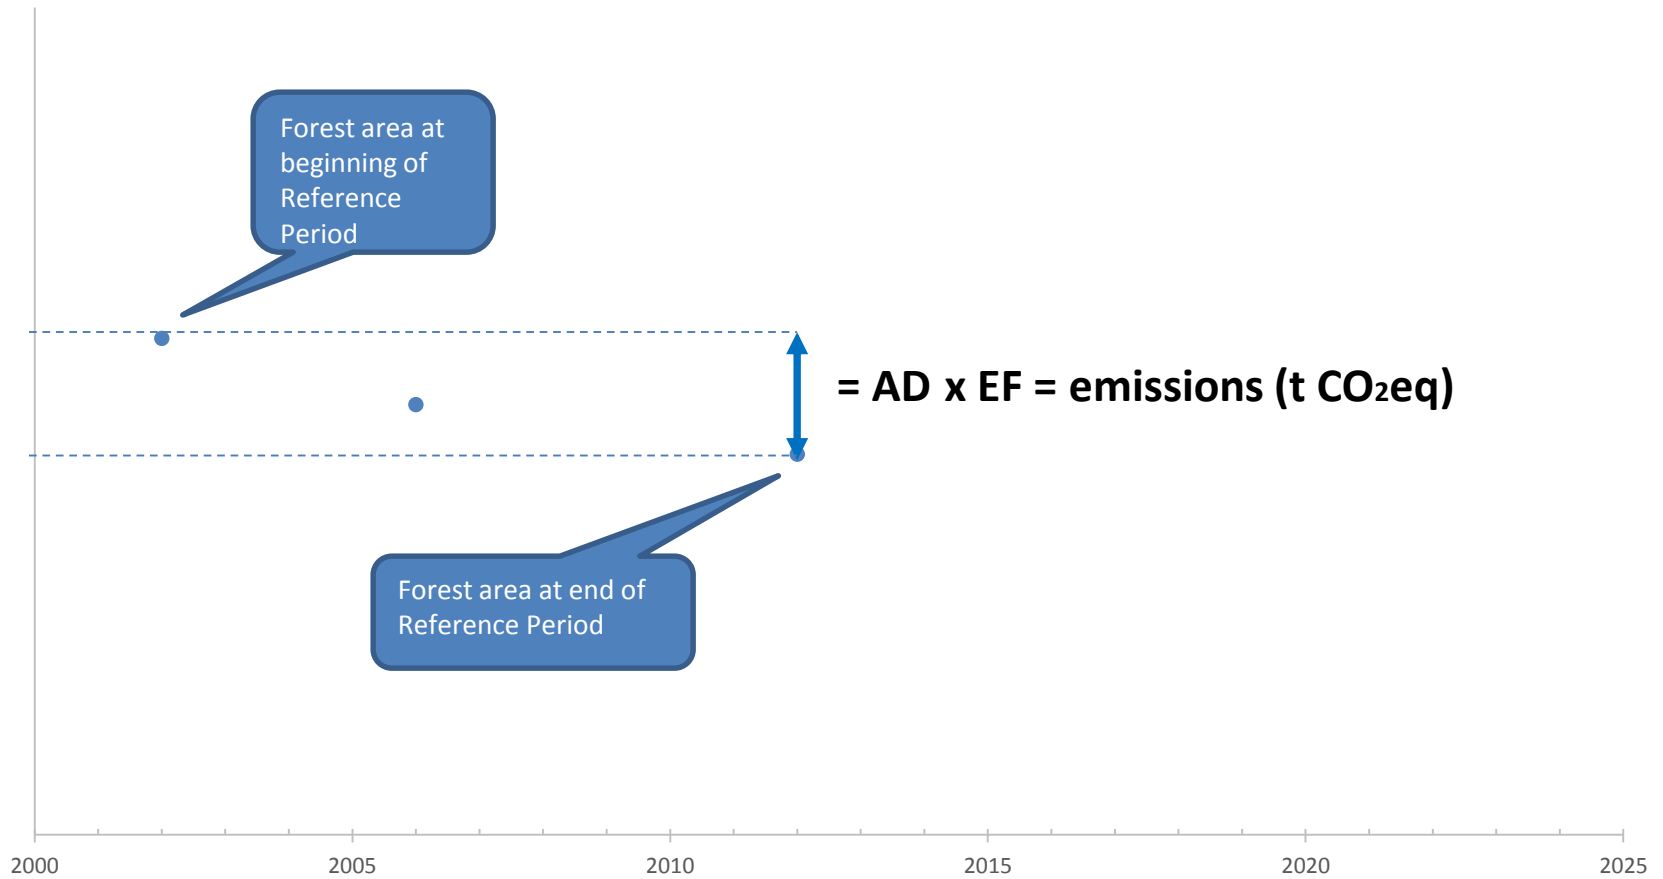 Forest area at
beginning of
Reference
Period
= AD x EF = emissions (t CO₂eq)
Forest area at end of
Reference Period
2000 2005 2010 2015 2020 2025